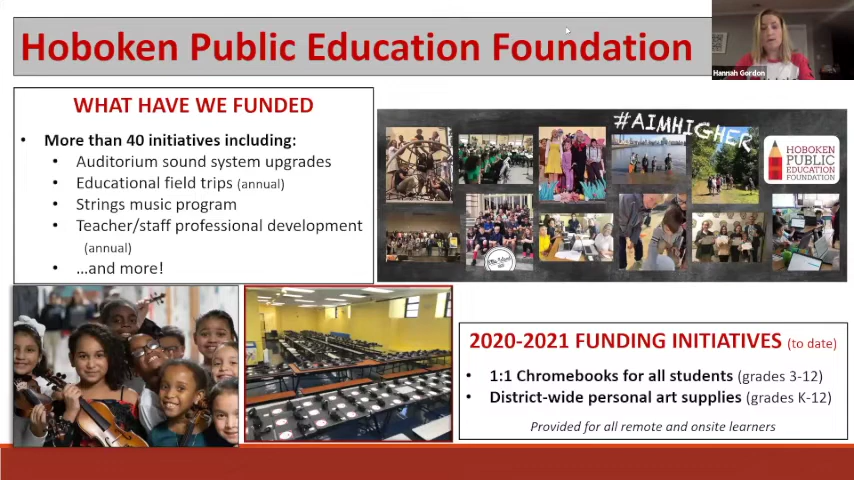 Hoboken Public Education Foundation
Hannah Gordon
WHAT HAVE WE FUNDED
• More than 40 initiatives including:
• Auditorium sound system upgrades
• Educational field trips (annual)
• Strings music program
• Teacher/staff professional development
(annual)
• …and more!
#AIMHIGHER
HOBOKEN
PUBLIC
EDUCATION
FOUNDATION
2020-2021 FUNDING INITIATIVES (to date)
• 1:1 Chromebooks for all students (grades 3-12)
• District-wide personal art supplies (grades K-12)
Provided for all remote and onsite learners